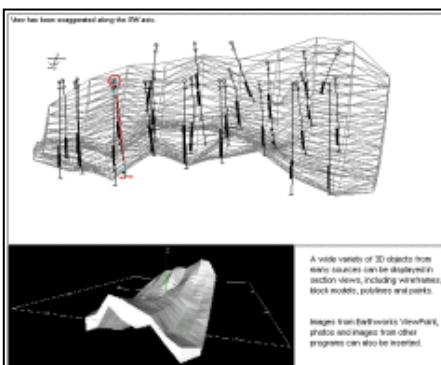 View has been exaggerated along the EW axis.
A wide variety of 3D objects from
many sources can be displayed in
section views, including wireframes,
block models, polylines and points.
Images from Earthworks ViewPoint,
photos and images from other
programs can also be inserted.